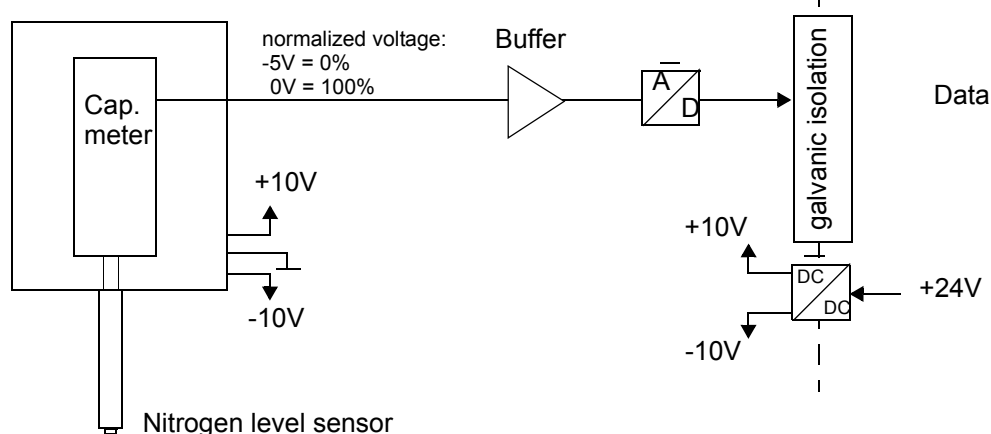 normalized voltage:
-5V = 0%
0V = 100%
Buffer
Cap.
meter
A
D
galvanic isolation
Data
+10V
-10V
+10V
-10V
DC
DC
+24V
Nitrogen level sensor